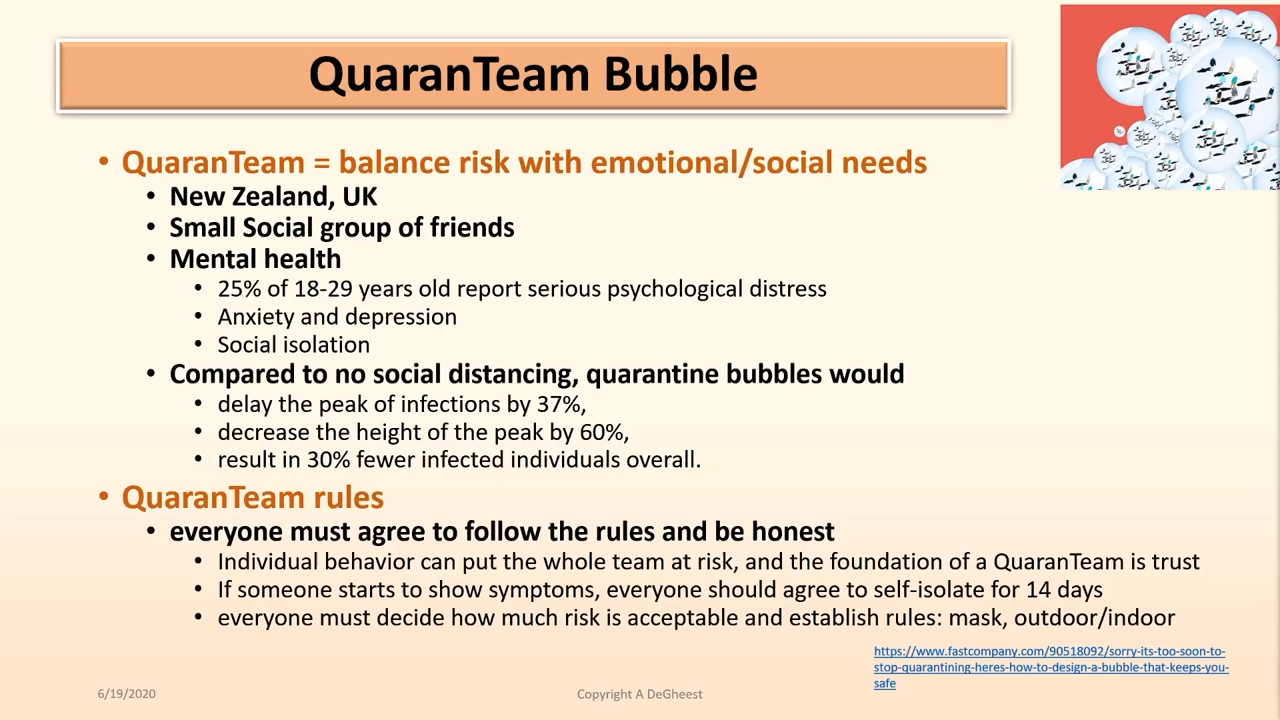 QuaranTeam Bubble
• QuaranTeam = balance risk with emotional/social needs
• New Zealand, UK
• Small Social group of friends
• Mental health
• 25% of 18-29 years old report serious psychological distress
• Anxiety and depression
• Social isolation
• Compared to no social distancing, quarantine bubbles would
• delay the peak of infections by 37%,
• decrease the height of the peak by 60%,
• result in 30% fewer infected individuals overall.
• QuaranTeam rules
• everyone must agree to follow the rules and be honest
• Individual behavior can put the whole team at risk, and the foundation of a QuaranTeam is trust
• If someone starts to show symptoms, everyone should agree to self-isolate for 14 days
• everyone must decide how much risk is acceptable and establish rules: mask, outdoor/indoor
https://www.fastcompany.com/90518092/sorry-its-too-soon-to-
stop-quarantining-heres-how-to-design-a-bubble-that-keeps-you-
safe
6/19/2020
Copyright A DeGheest